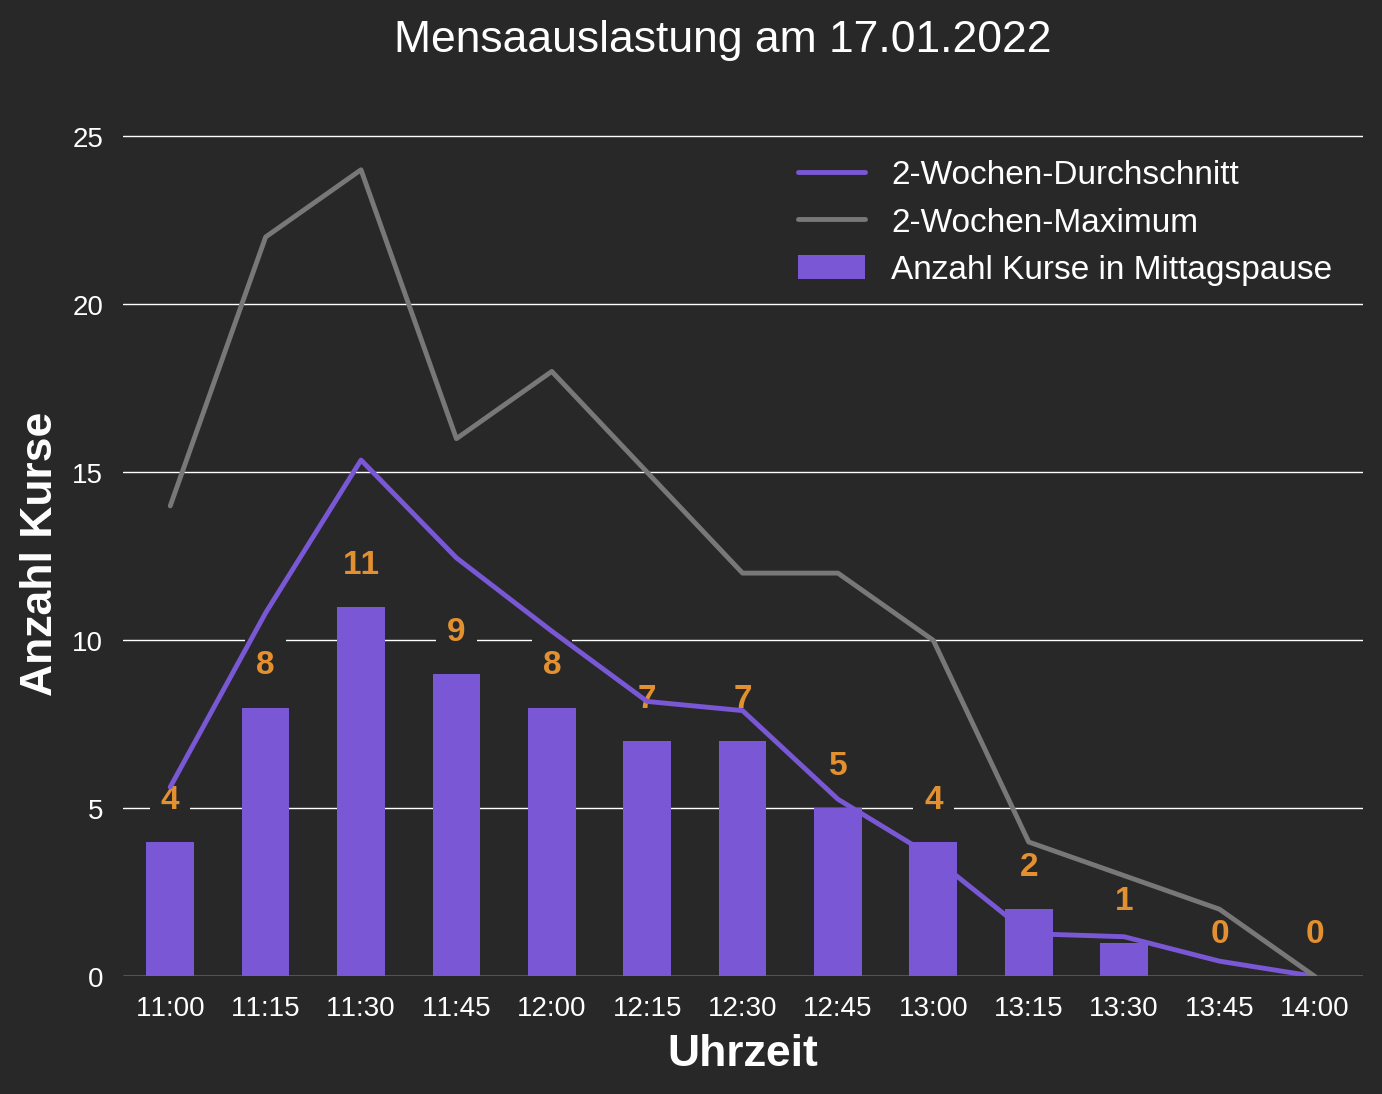 Mensaauslastung am 17.01.2022
25
20
15
10
5
0
Anzahl Kurse
2-Wochen-Durchschnitt
2-Wochen-Maximum
Anzahl Kurse in Mittagspause
4
8
11
9
8
7
7
5
4
2
1
0
0
11:00 11:15 11:30 11:45 12:00 12:15 12:30 12:45 13:00 13:15 13:30 13:45 14:00
Uhrzeit